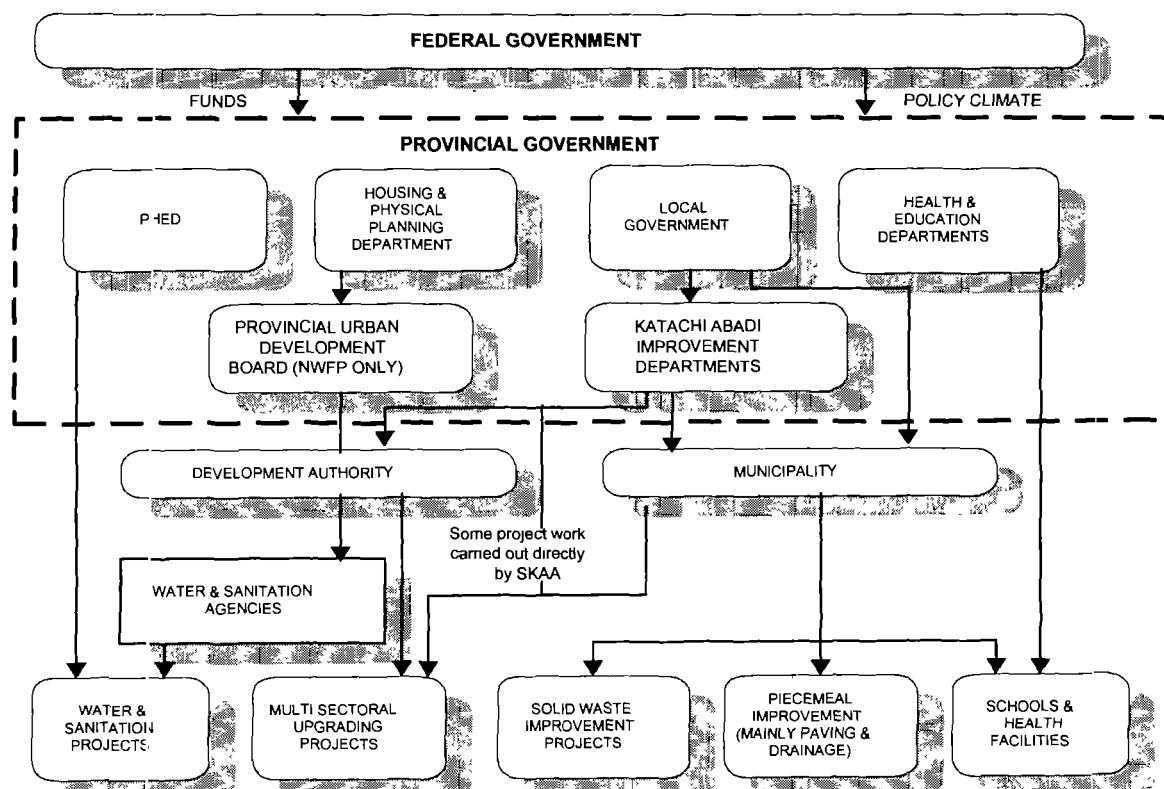 FEDERAL GOVERNMENT
FUNDS
POLICY CLIMATE
PROVINCIAL GOVERNMENT
PHED
HOUSING &
PHYSICAL
PLANNING
DEPARTMENT
LOCAL
GOVERNMENT
HEALTH &
EDUCATION
DEPARTMENTS
PROVINCIAL URBAN
DEVELOPMENT
BOARD (NWFP ONLY)
KATACHI ABADI
IMPROVEMENT
DEPARTMENTS
DEVELOPMENT AUTHORITY
MUNICIPALITY
Some project work
carried out directly
by SKAA
WATER & SANITATION
AGENCIES
WATER &
SANITATION
PROJECTS
MULTI SECTORAL
UPGRADING
PROJECTS
SOLID WASTE
IMPROVEMENT
PROJECTS
PIECEMEAL
IMPROVEMENT
(MAINLY PAVING &
DRAINAGE)
SCHOOLS &
HEALTH
FACILITIES